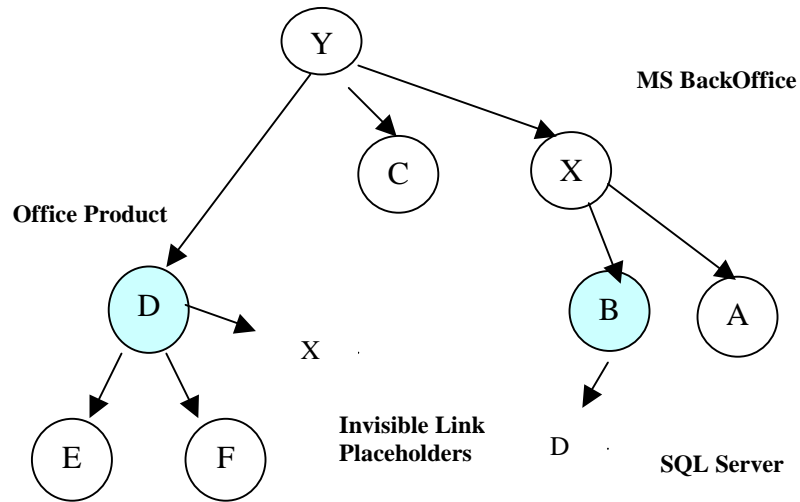 Y
MS BackOffice
C
X
Office Product
D
B
A
X
Invisible Link
Placeholders
D
E
F
SQL Server